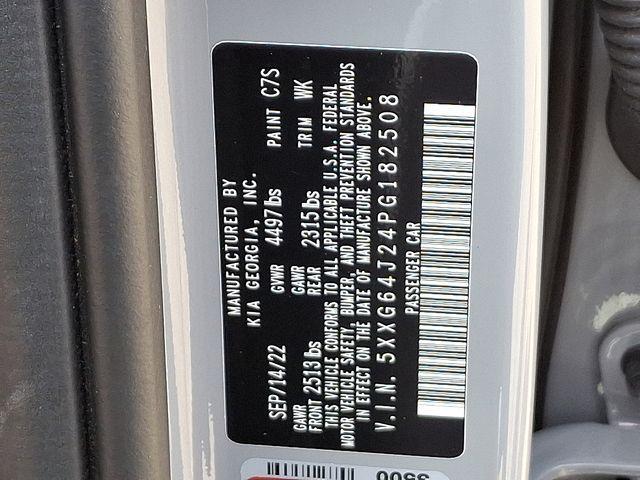 MANUFACTURED BY
KIA GEORGIA, INC.
SEP/14/22 GVWR 4497lbs PAINT C7S
GAWR FRONT 2513lbs GAWR REAR 2315lbs TRIM WK
THIS VEHICLE CONFORMS TO ALL APPLICABLE U.S.A. FEDERAL
MOTOR VEHICLE SAFETY, BUMPER, AND THEFT PREVENTION STANDARDS
IN EFFECT ON THE DATE OF MANUFACTURE SHOWN ABOVE.
V.I.N. 5XXG64J24PG182508
PASSENGER CAR